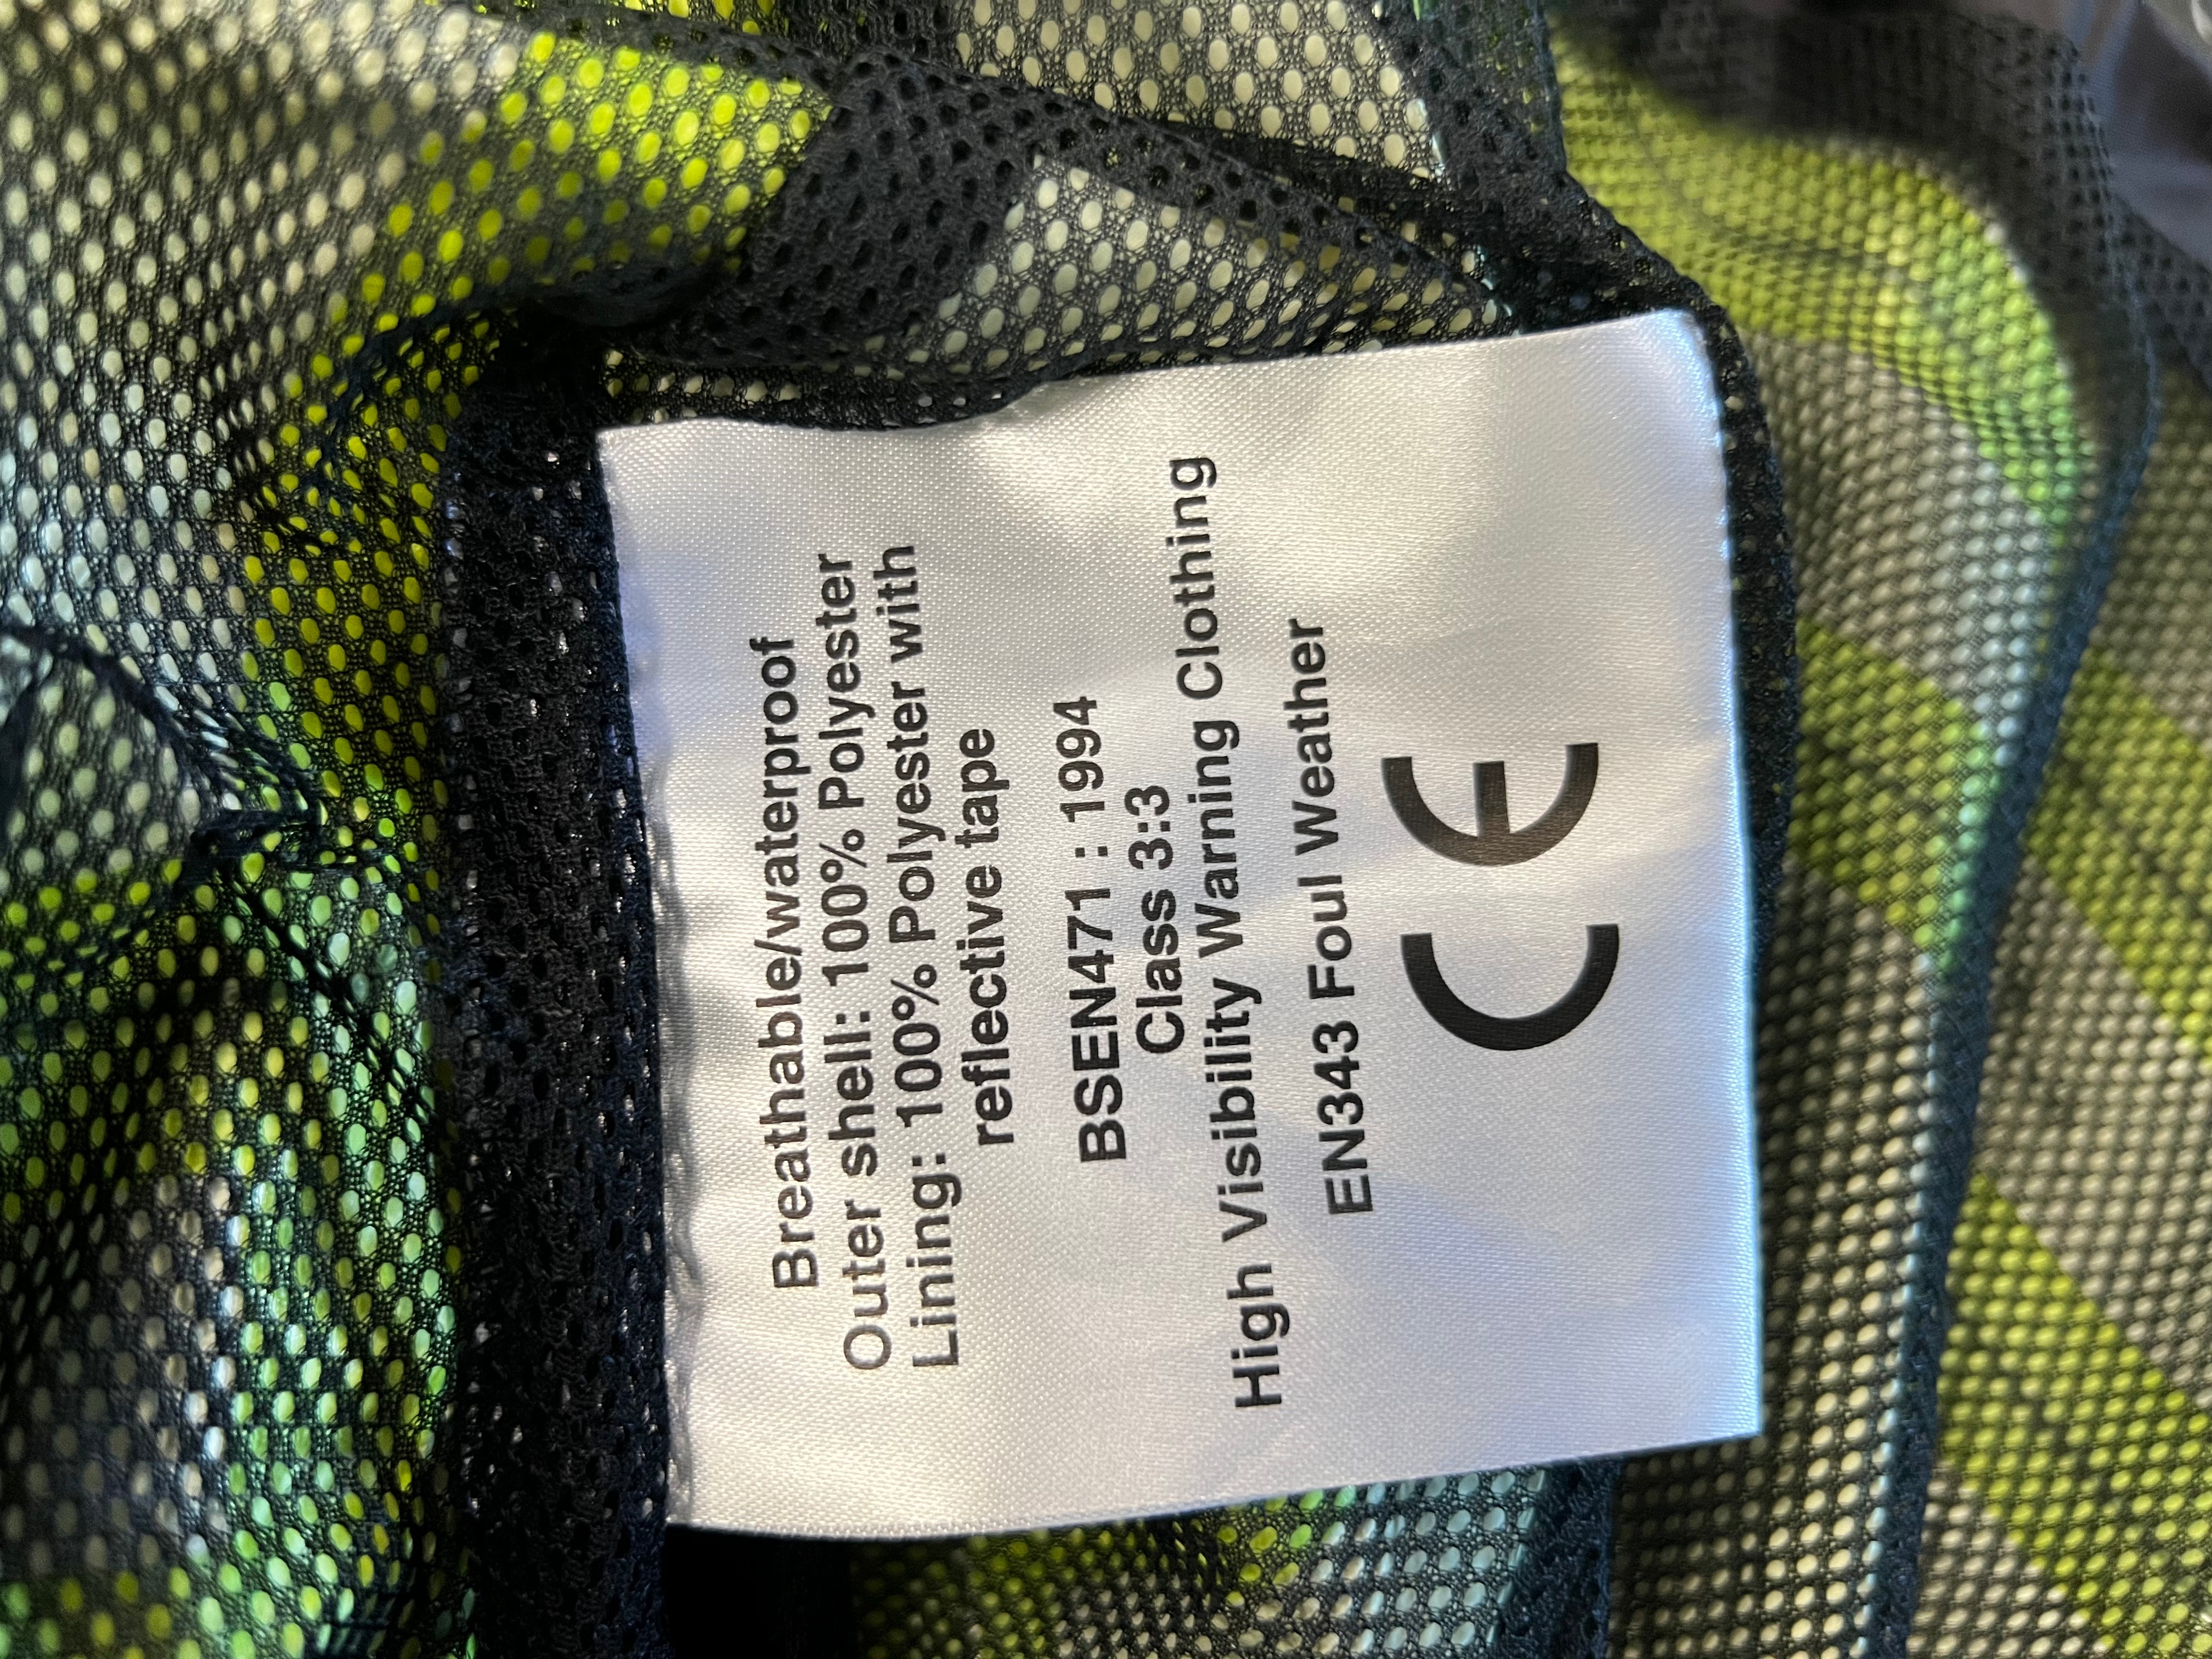 Breathable/waterproof
Outer shell: 100% Polyester
Lining: 100% Polyester with
reflective tape
BSEN471 : 1994
Class 3:3
High Visibility Warning Clothing
EN343 Foul Weather
CE